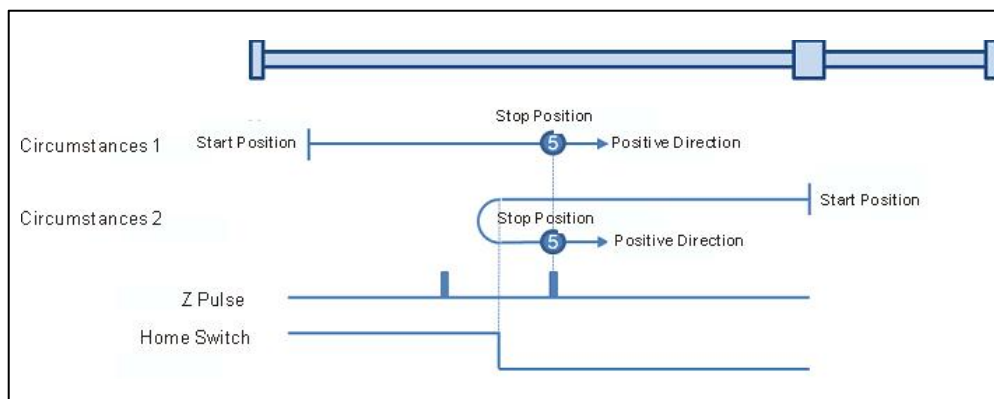 Stop Position
Circumstances 1
Start Position
5
Positive Direction
Circumstances 2
Start Position
Stop Position
5
Positive Direction
Z Pulse
Home Switch